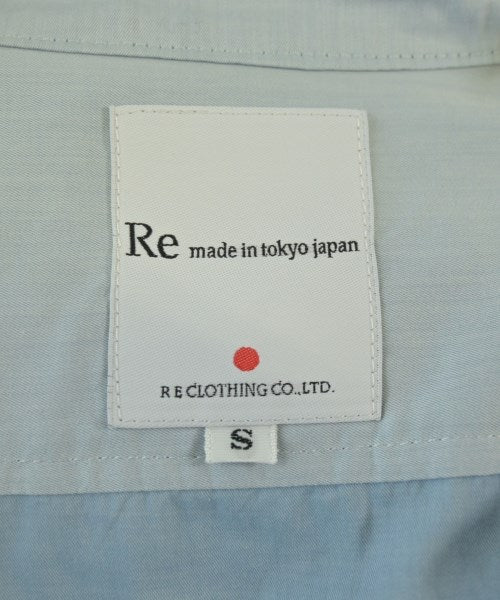 Re made in tokyo japan
RE CLOTHING CO.,LTD.
S